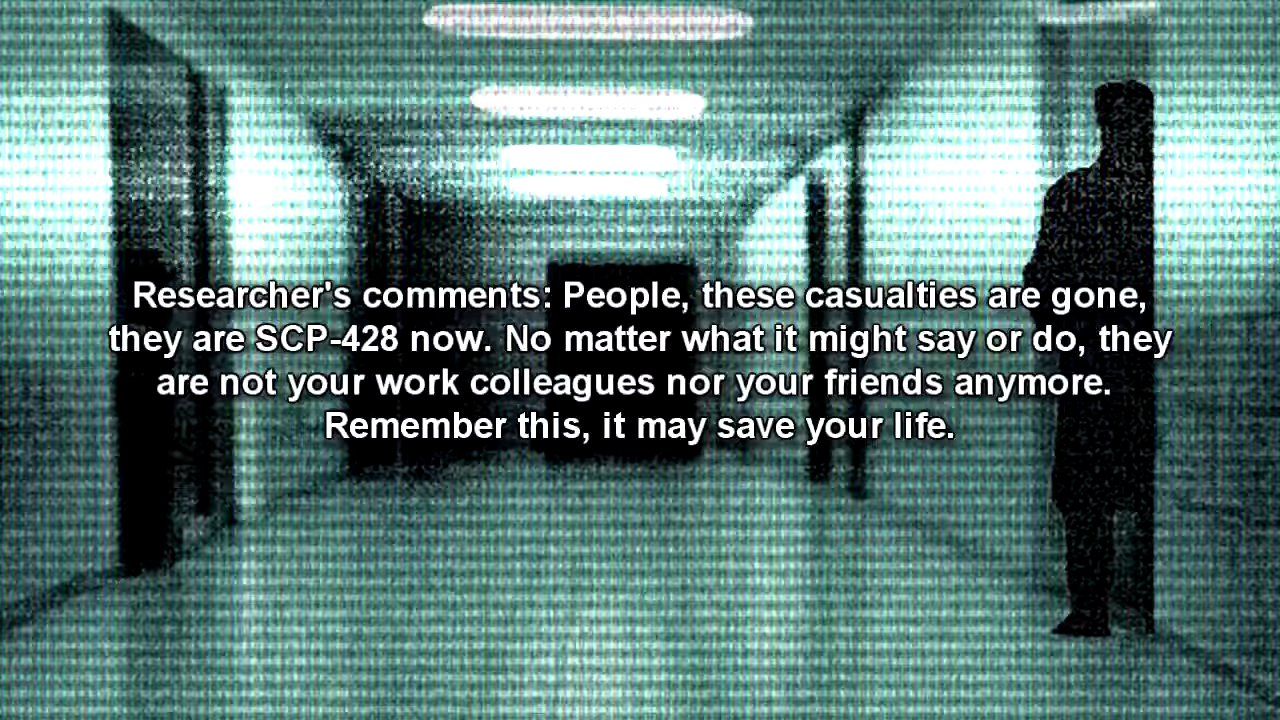 Researcher's comments: People, these casualties are gone,
they are SCP-428 now. No matter what it might say or do, they
are not your work colleagues nor your friends anymore.
Remember this, it may save your life.